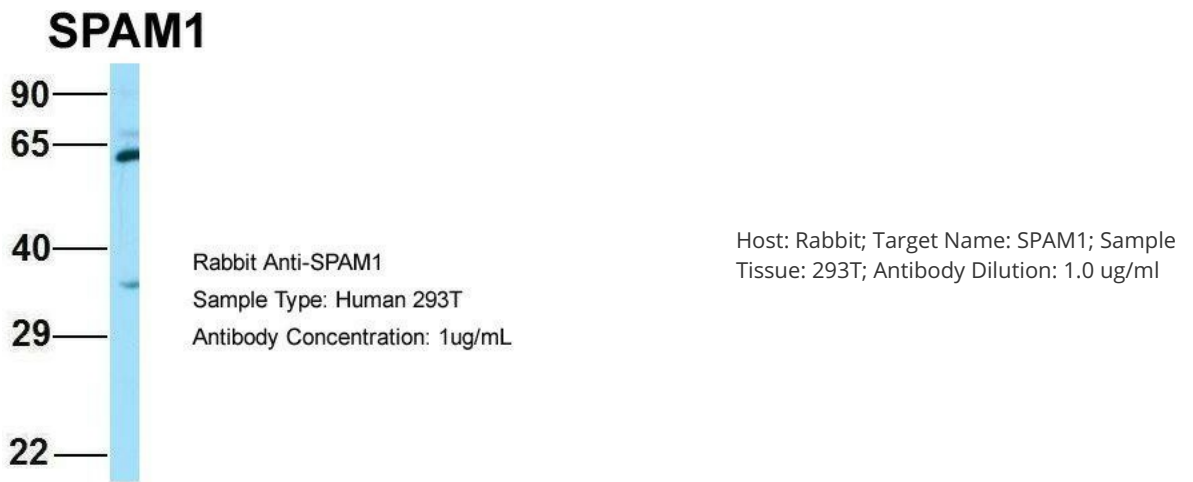 SPAM1
90
65
40
29
22
Rabbit Anti-SPAM1
Sample Type: Human 293T
Antibody Concentration: 1ug/mL
Host: Rabbit; Target Name: SPAM1; Sample
Tissue: 293T; Antibody Dilution: 1.0 ug/ml